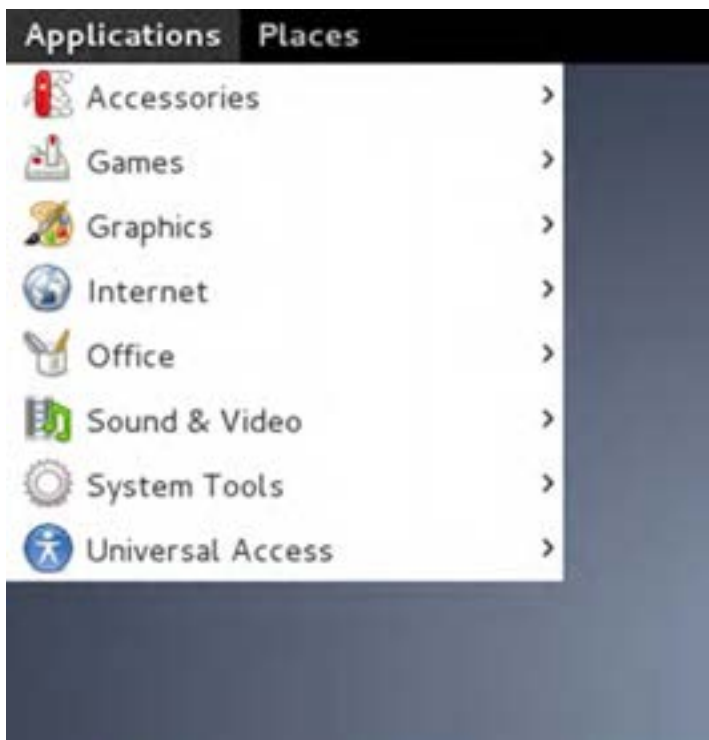 Applications Places
Accessories
Games
Graphics
Internet
Office
Sound & Video
System Tools
Universal Access